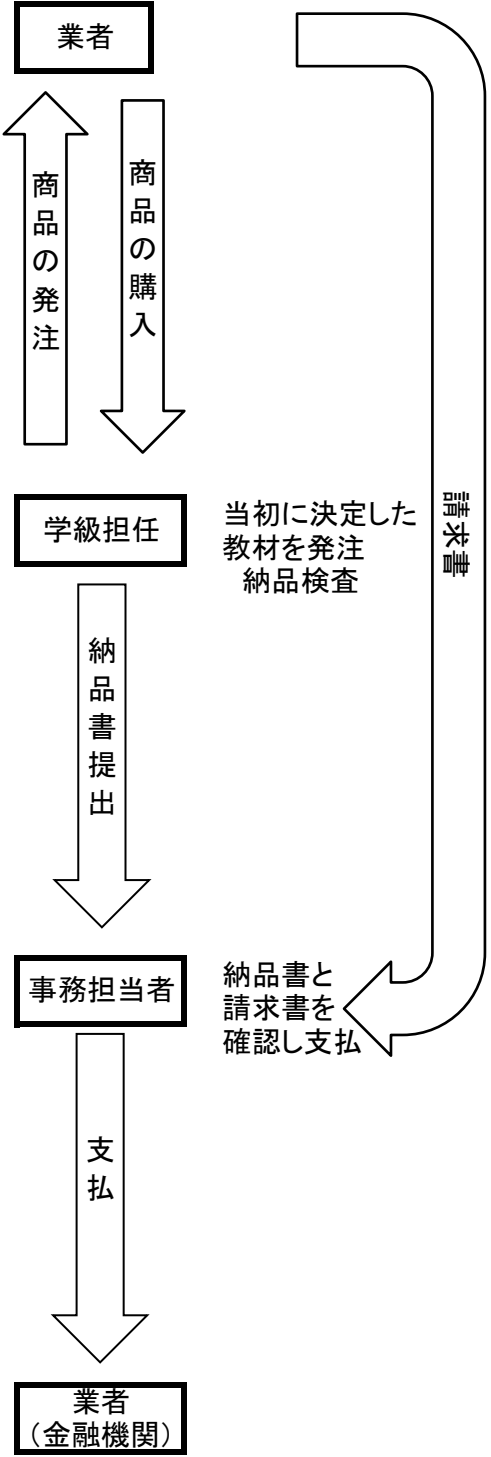 業者
商品の発注
商品の購入
学級担任
当初に決定した
教材を発注
納品検査
請求書
納品書提出
事務担当者
納品書と
請求書を
確認し支払
支払
業者
（金融機関）